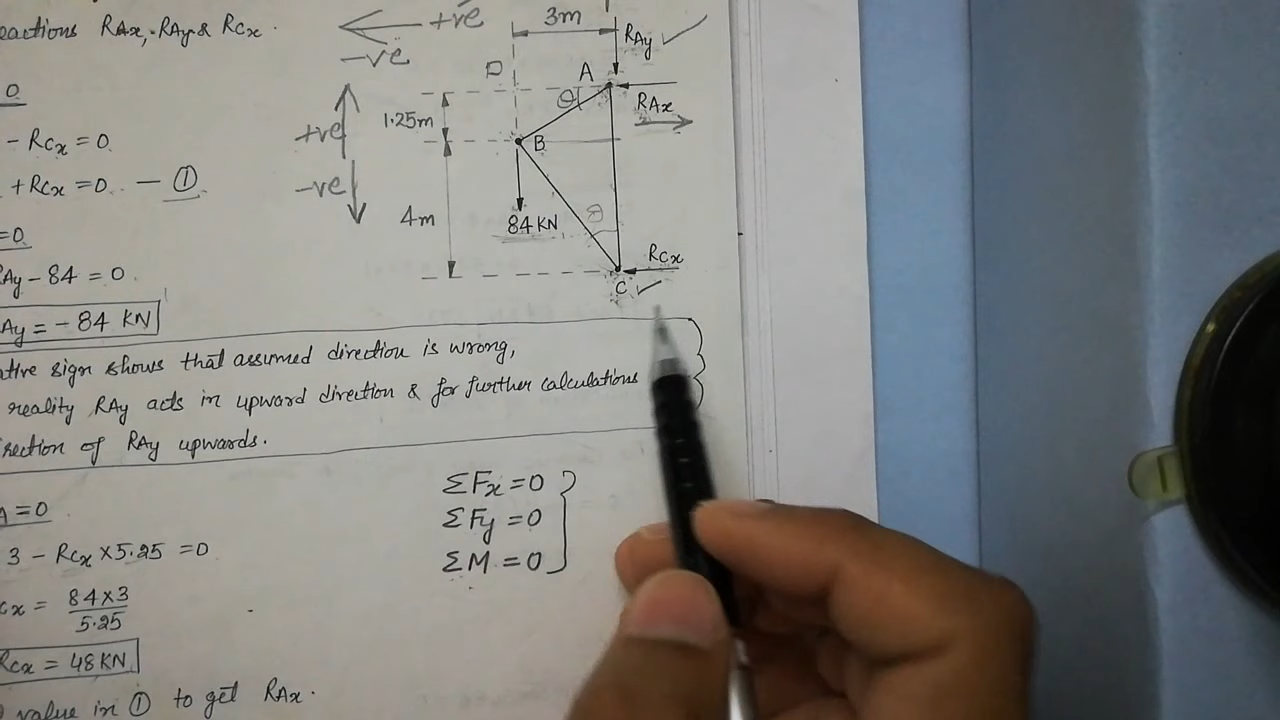 eactions RAx, RAy & RCx.
0
- RCx = 0
+ RCx = 0. — ①
=0
RAy - 84 = 0.
Ay = - 84 KN
ative sign shows that assumed direction is wrong,
reality RAy acts in upward direction & for further calculations
irection of RAy upwards.
A = 0
3 - RCx × 5.25 = 0
Cx = 84×3
5.25
RCx = 48 KN
value in ① to get RAx.
+ve
-ve
+ve
-ve
3m
RAy
D
A
θ
RAx
1.25m
B
4m
84 KN
θ
RCx
C
ΣFx = 0
ΣFy = 0
ΣM = 0